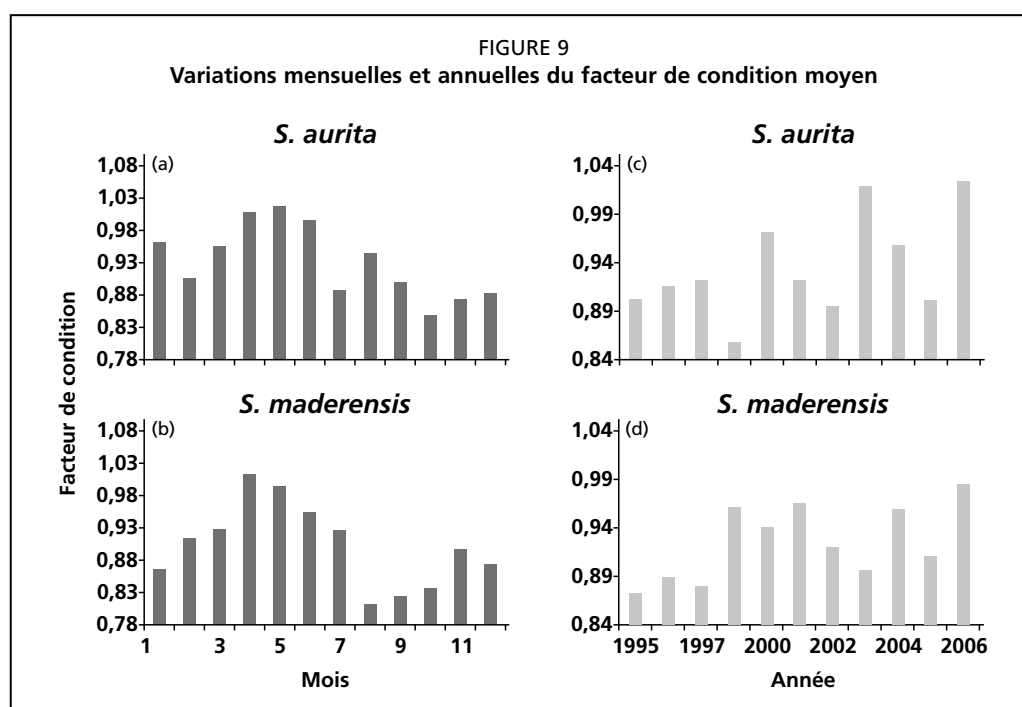 FIGURE 9
Variations mensuelles et annuelles du facteur de condition moyen
S. aurita
(a)
1,08
1,03
0,98
0,93
0,88
0,83
0,78
S. aurita
(c)
1,04
0,99
0,94
0,89
0,84
Facteur de condition
S. maderensis
(b)
1,08
1,03
0,98
0,93
0,88
0,83
0,78
1 3 5 7 9 11
Mois
S. maderensis
(d)
1,04
0,99
0,94
0,89
0,84
1995 1997 2000 2002 2004 2006
Année